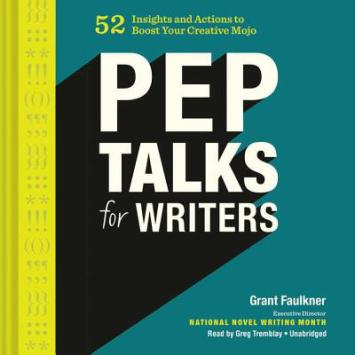 52 Insights and Actions to
Boost Your Creative Mojo
PEP
TALKS
for WRITERS
Grant Faulkner
Executive Director
NATIONAL NOVEL WRITING MONTH
Read by Greg Tremblay • Unabridged